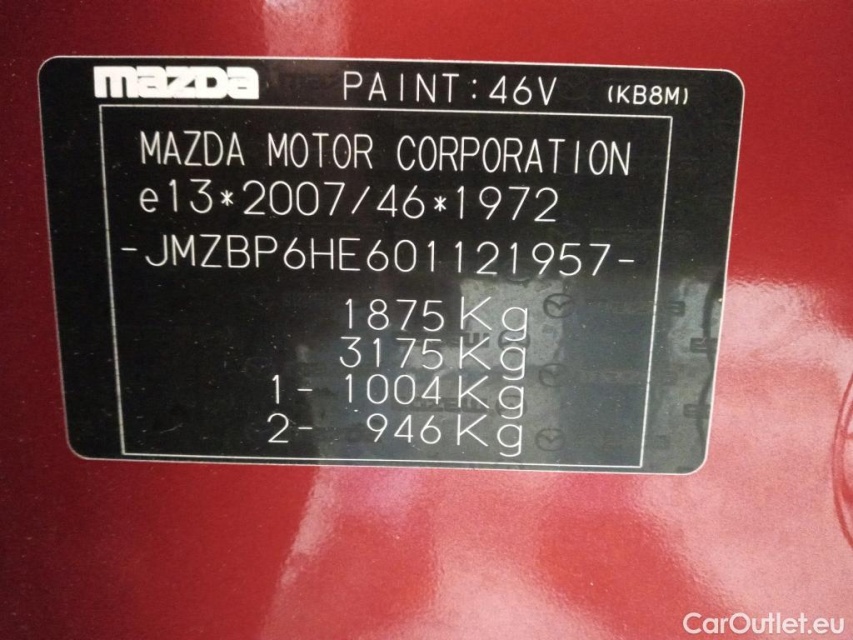 mazda PAINT:46V (KB8M)
MAZDA MOTOR CORPORATION
e13*2007/46*1972
-JMZBP6HE601121957-
1875Kg
3175Kg
1- 1004Kg
2- 946Kg
CarOutlet.eu